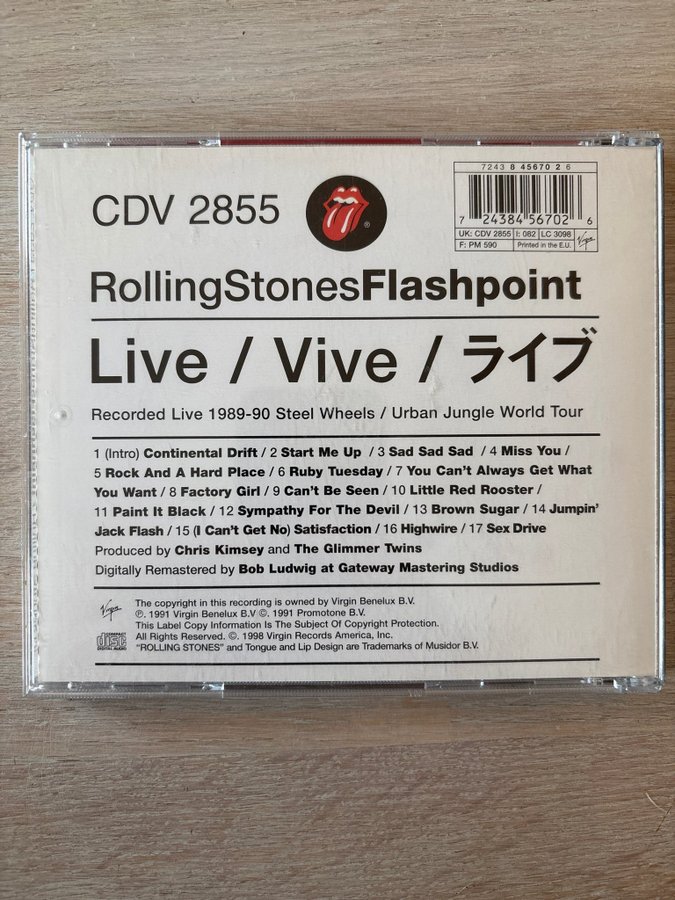 CDV 2855
®
7243 8 45670 2 6
7 24384 56702 6
UK: CDV 2855 I: 082 LC 3098
F: PM 590 Printed in the E.U. Virgin
RollingStonesFlashpoint
Live / Vive / ライブ
Recorded Live 1989-90 Steel Wheels / Urban Jungle World Tour
1 (Intro) Continental Drift / 2 Start Me Up / 3 Sad Sad Sad / 4 Miss You /
5 Rock And A Hard Place / 6 Ruby Tuesday / 7 You Can't Always Get What
You Want / 8 Factory Girl / 9 Can't Be Seen / 10 Little Red Rooster /
11 Paint It Black / 12 Sympathy For The Devil / 13 Brown Sugar / 14 Jumpin'
Jack Flash / 15 (I Can't Get No) Satisfaction / 16 Highwire / 17 Sex Drive
Produced by Chris Kimsey and The Glimmer Twins
Digitally Remastered by Bob Ludwig at Gateway Mastering Studios
Virgin
The copyright in this recording is owned by Virgin Benelux B.V.
℗. 1991 Virgin Benelux B.V ©. 1991 Promotone B.V.
This Label Copy Information Is The Subject Of Copyright Protection.
All Rights Reserved. ©. 1998 Virgin Records America, Inc.
"ROLLING STONES" and Tongue and Lip Design are Trademarks of Musidor B.V.
COMPACT
disc
DIGITAL AUDIO